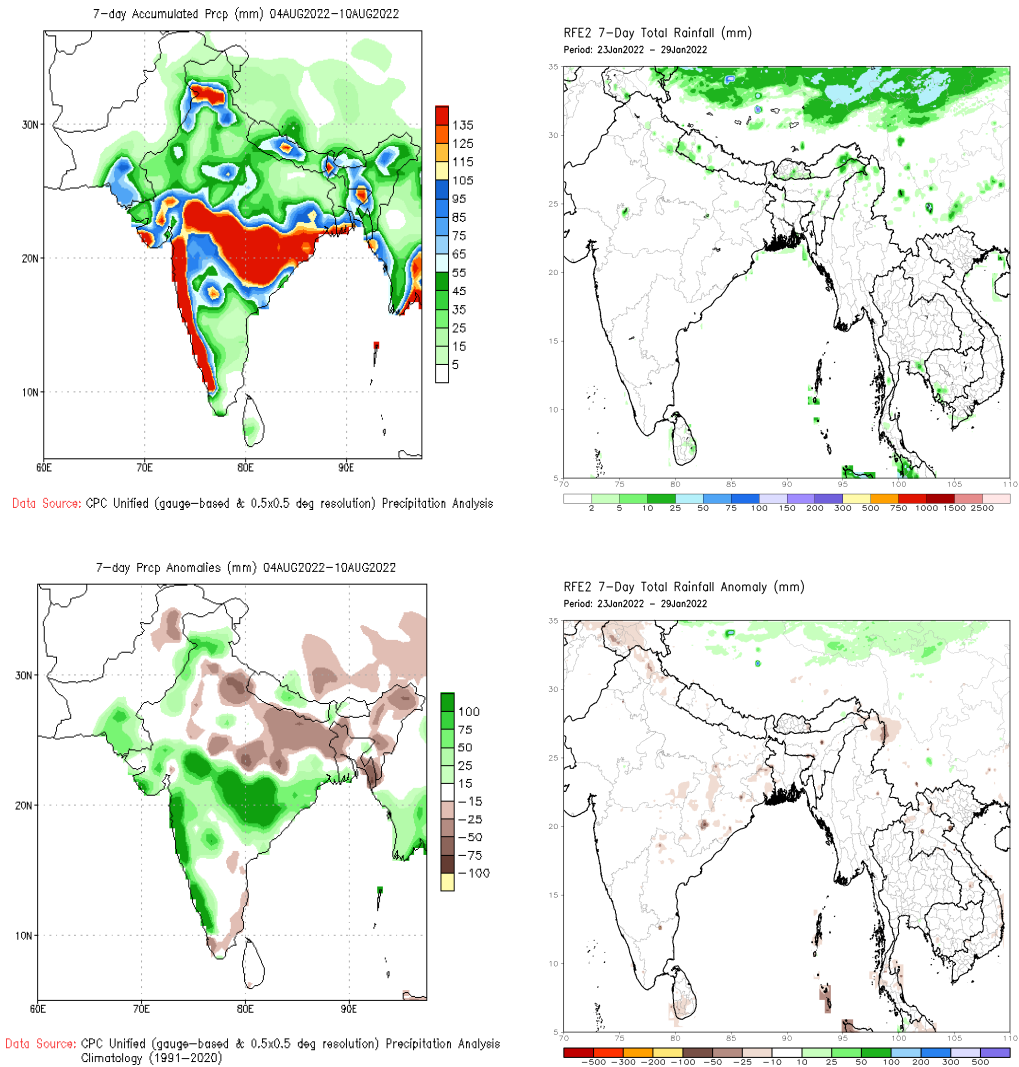 7-day Accumulated Prcp (mm) 04AUG2022-10AUG2022
30N
20N
10N
60E 70E 80E 90E
135
125
115
105
95
85
75
65
55
45
35
25
15
5
Data Source: CPC Unified (gauge-based & 0.5x0.5 deg resolution) Precipitation Analysis
RFE2 7-Day Total Rainfall (mm)
Period: 23Jan2022 - 29Jan2022
35
30
25
20
15
10
5
70 75 80 85 90 95 100 105 110
2 5 10 25 50 75 100 150 200 300 500 750 1000 1500 2500
7-day Prcp Anomalies (mm) 04AUG2022-10AUG2022
30N
20N
10N
60E 70E 80E 90E
100
75
50
25
15
-15
-25
-50
-75
-100
Data Source: CPC Unified (gauge-based & 0.5x0.5 deg resolution) Precipitation Analysis
Climatology (1991-2020)
RFE2 7-Day Total Rainfall Anomaly (mm)
Period: 23Jan2022 - 29Jan2022
35
30
25
20
15
10
5
70 75 80 85 90 95 100 105 110
-500 -300 -200 -100 -50 -25 -10 10 25 50 100 200 300 500